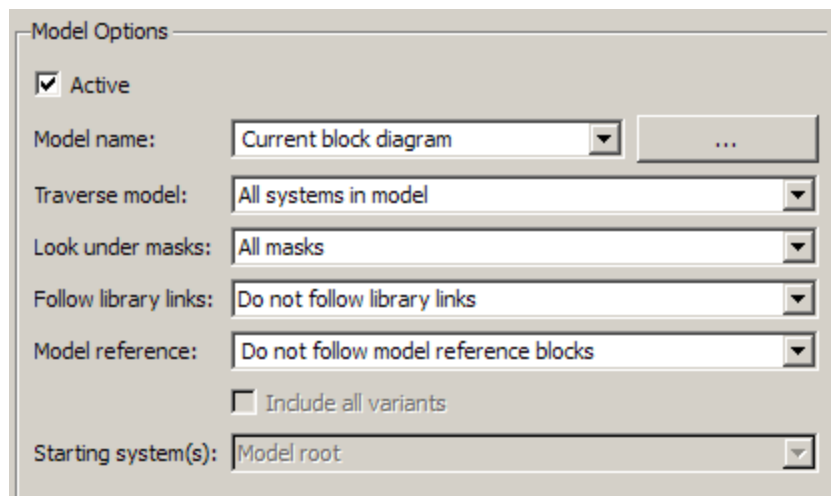 Model Options
Active
Model name: Current block diagram ...
Traverse model: All systems in model
Look under masks: All masks
Follow library links: Do not follow library links
Model reference: Do not follow model reference blocks
Include all variants
Starting system(s): Model root